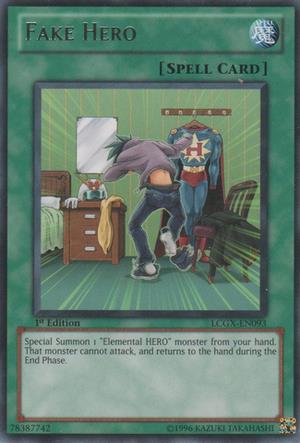 FAKE HERO
魔
[SPELL CARD]
H
1st Edition
LCGX-EN093
Special Summon 1 "Elemental HERO" monster from your hand.
That monster cannot attack, and returns to the hand during the
End Phase.
78387742
©1996 KAZUKI TAKAHASHI